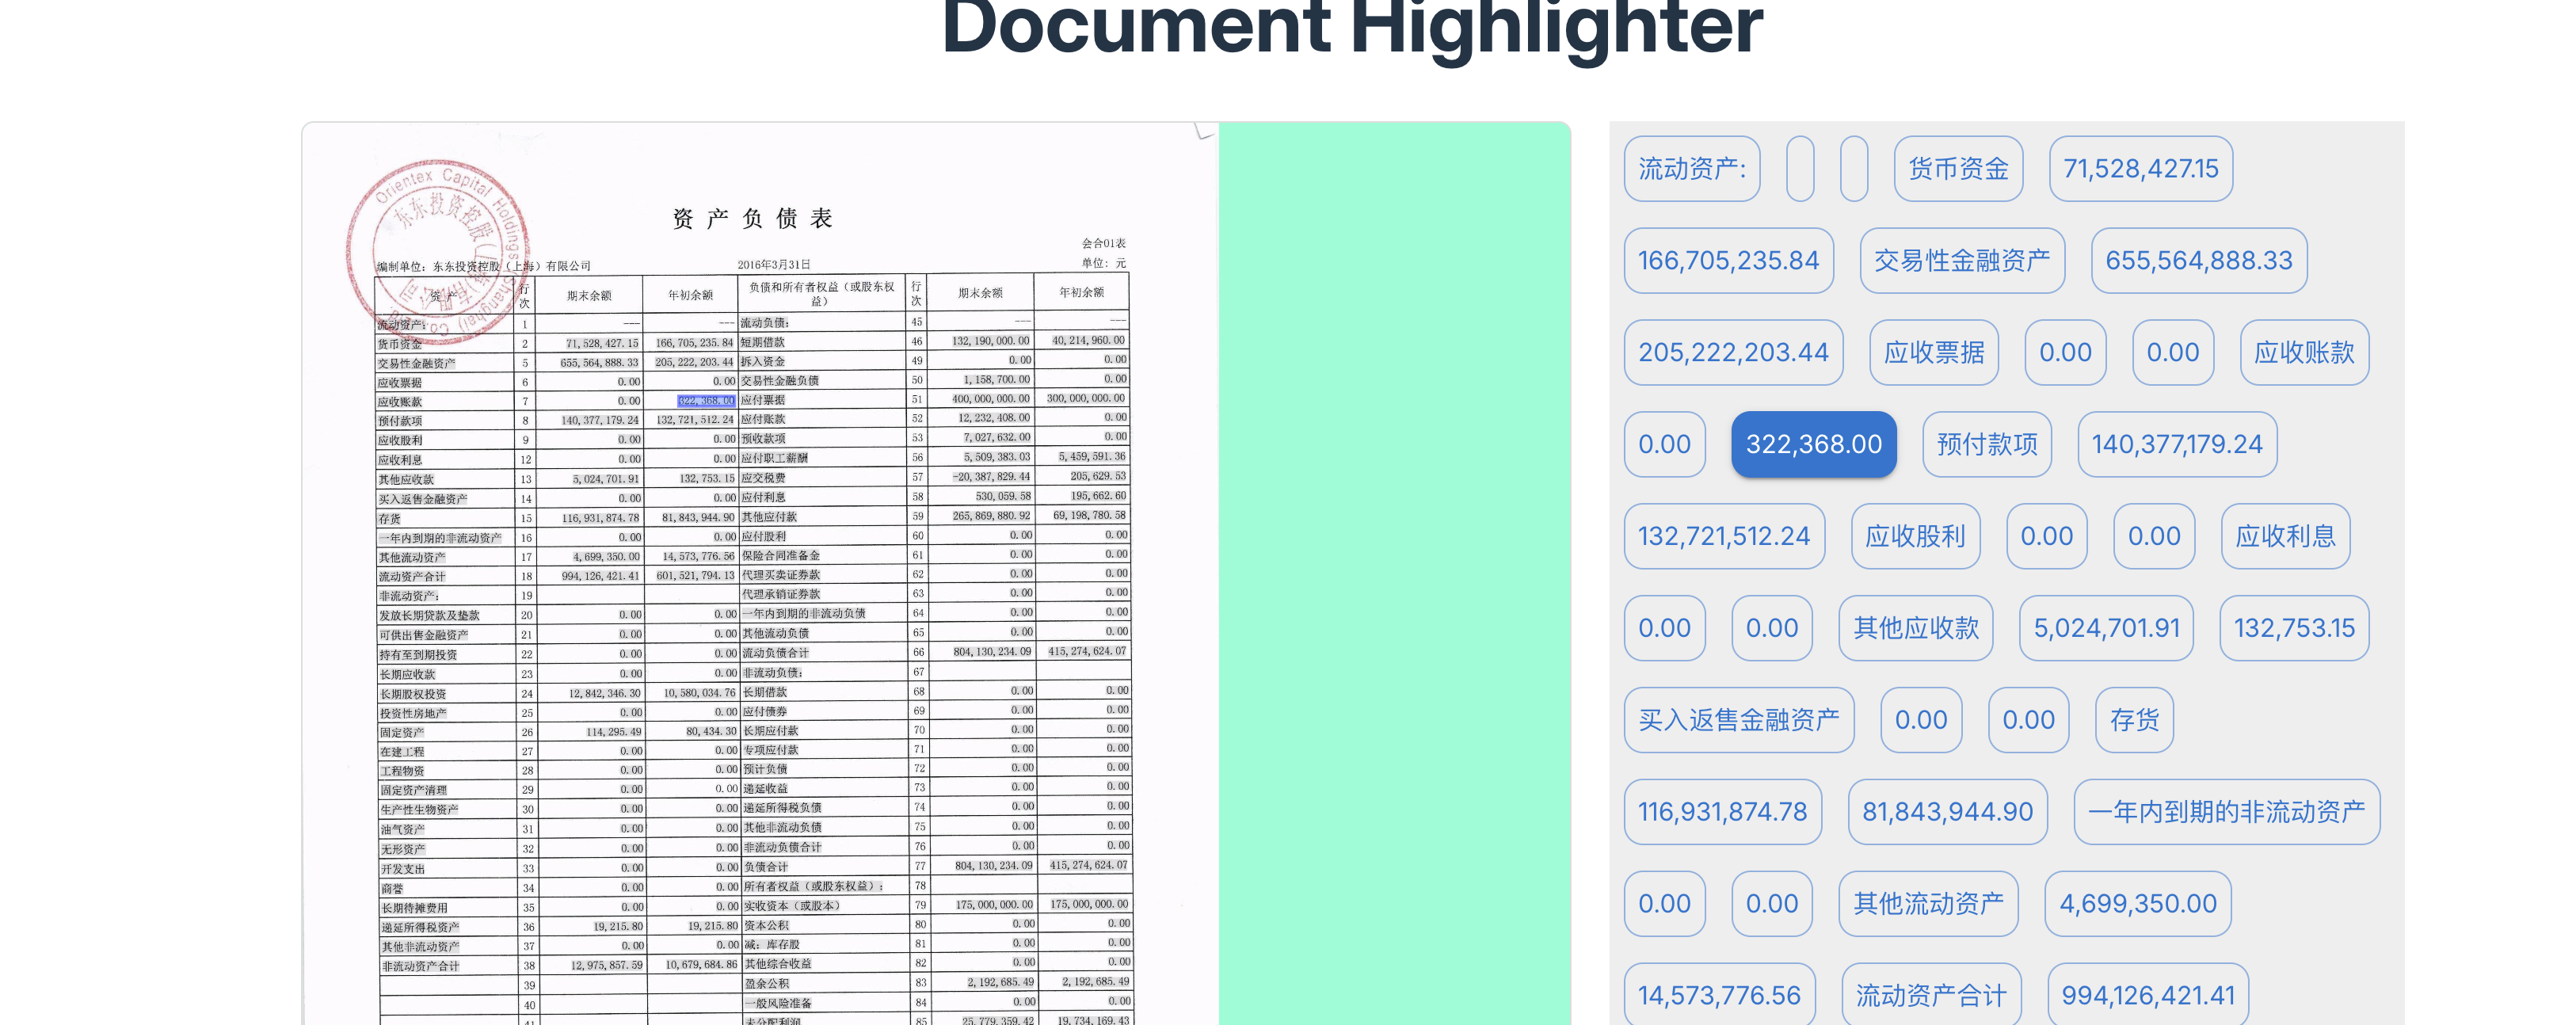 Document Highlighter
Orientex Capital Holdings (Shanghai) Co., Ltd
东东投资控股(上海)有限公司
资产负债表
会合01表
编制单位：东东投资控股（上海）有限公司 2016年3月31日 单位：元
资 产 行次 期末余额 年初余额 负债和所有者权益（或股东权益） 行次 期末余额 年初余额
流动资产： 1 --- --- 流动负债： 45 --- ---
货币资金 2 71,528,427.15 166,705,235.84 短期借款 46 132,190,000.00 40,214,960.00
交易性金融资产 5 655,564,888.33 205,222,203.44 拆入资金 49 0.00 0.00
应收票据 6 0.00 0.00 交易性金融负债 50 1,158,700.00 0.00
应收账款 7 0.00 322,368.00 应付票据 51 400,000,000.00 300,000,000.00
预付款项 8 140,377,179.24 132,721,512.24 应付账款 52 12,232,408.00 0.00
应收股利 9 0.00 0.00 预收款项 53 7,027,632.00 0.00
应收利息 12 0.00 0.00 应付职工薪酬 56 5,509,383.03 5,459,591.36
其他应收款 13 5,024,701.91 132,753.15 应交税费 57 -20,387,829.44 205,629.53
买入返售金融资产 14 0.00 0.00 应付利息 58 530,059.58 195,662.60
存货 15 116,931,874.78 81,843,944.90 其他应付款 59 265,869,880.92 69,198,780.58
一年内到期的非流动资产 16 0.00 0.00 应付股利 60 0.00 0.00
其他流动资产 17 4,699,350.00 14,573,776.56 保险合同准备金 61 0.00 0.00
流动资产合计 18 994,126,421.41 601,521,794.13 代理买卖证券款 62 0.00 0.00
非流动资产： 19 代理承销证券款 63 0.00 0.00
发放长期贷款及垫款 20 0.00 0.00 一年内到期的非流动负债 64 0.00 0.00
可供出售金融资产 21 0.00 0.00 其他流动负债 65 0.00 0.00
持有至到期投资 22 0.00 0.00 流动负债合计 66 804,130,234.09 415,274,624.07
长期应收款 23 0.00 0.00 非流动负债： 67
长期股权投资 24 12,842,346.30 10,580,034.76 长期借款 68 0.00 0.00
投资性房地产 25 0.00 0.00 应付债券 69 0.00 0.00
固定资产 26 114,295.49 80,434.30 长期应付款 70 0.00 0.00
在建工程 27 0.00 0.00 专项应付款 71 0.00 0.00
工程物资 28 0.00 0.00 预计负债 72 0.00 0.00
固定资产清理 29 0.00 0.00 递延收益 73 0.00 0.00
生产性生物资产 30 0.00 0.00 递延所得税负债 74 0.00 0.00
油气资产 31 0.00 0.00 其他非流动负债 75 0.00 0.00
无形资产 32 0.00 0.00 非流动负债合计 76 0.00 0.00
开发支出 33 0.00 0.00 负债合计 77 804,130,234.09 415,274,624.07
商誉 34 0.00 0.00 所有者权益（或股东权益）： 78
长期待摊费用 35 0.00 0.00 实收资本（或股本） 79 175,000,000.00 175,000,000.00
递延所得税资产 36 19,215.80 19,215.80 资本公积 80 0.00 0.00
其他非流动资产 37 0.00 0.00 减：库存股 81 0.00 0.00
非流动资产合计 38 12,975,857.59 10,679,684.86 其他综合收益 82 0.00 0.00
39 盈余公积 83 2,192,685.49 2,192,685.49
40 一般风险准备 84 0.00 0.00
41 未分配利润 85 25,779,359.42 19,734,169.43
流动资产: 货币资金 71,528,427.15
166,705,235.84 交易性金融资产 655,564,888.33
205,222,203.44 应收票据 0.00 0.00 应收账款
0.00 322,368.00 预付款项 140,377,179.24
132,721,512.24 应收股利 0.00 0.00 应收利息
0.00 0.00 其他应收款 5,024,701.91 132,753.15
买入返售金融资产 0.00 0.00 存货
116,931,874.78 81,843,944.90 一年内到期的非流动资产
0.00 0.00 其他流动资产 4,699,350.00
14,573,776.56 流动资产合计 994,126,421.41